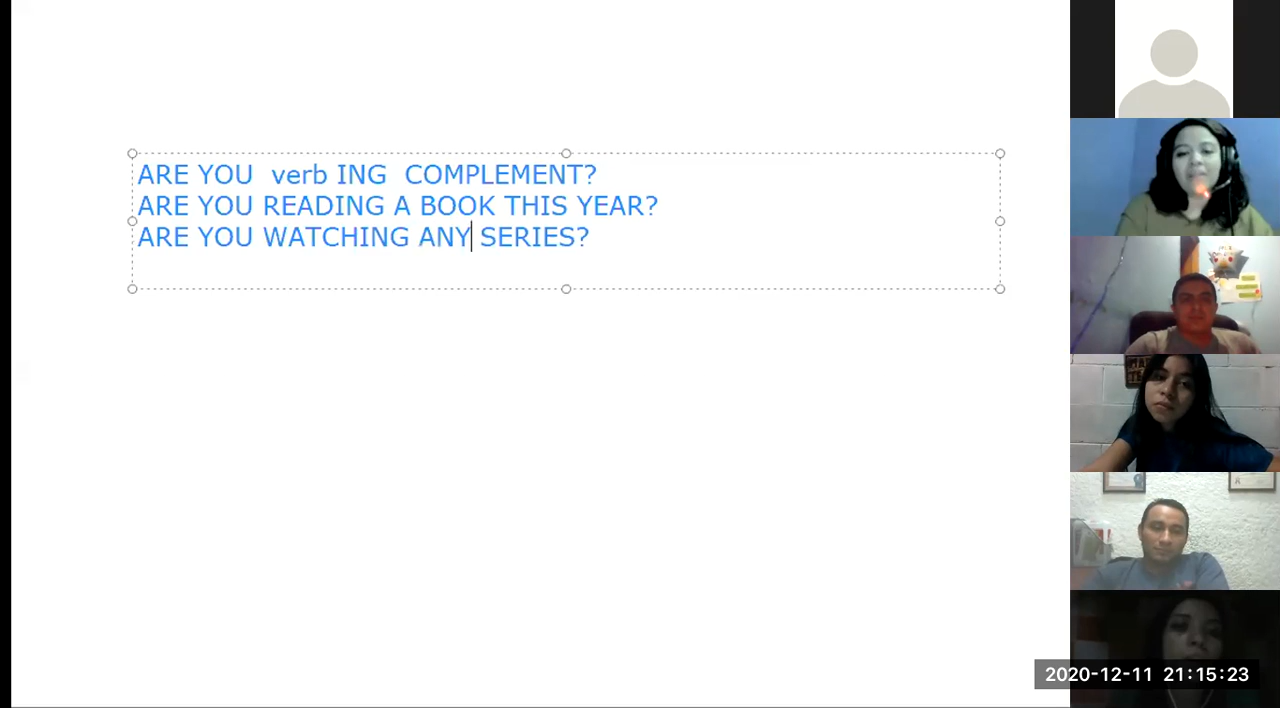 ARE YOU  verb ING  COMPLEMENT?
ARE YOU READING A BOOK THIS YEAR?
ARE YOU WATCHING ANY SERIES?
2020-12-11 21:15:23